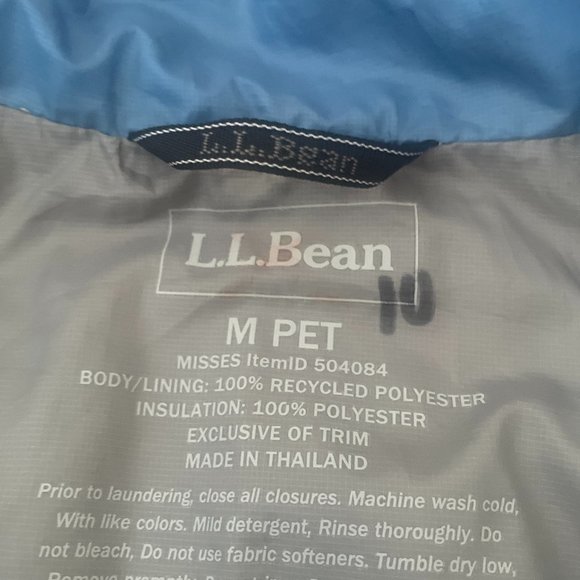 L.L.Bean
L.L.Bean
M PET
MISSES ItemID 504084
BODY/LINING: 100% RECYCLED POLYESTER
INSULATION: 100% POLYESTER
EXCLUSIVE OF TRIM
MADE IN THAILAND
Prior to laundering, close all closures. Machine wash cold,
With like colors. Mild detergent, Rinse thoroughly. Do
not bleach, Do not use fabric softeners. Tumble dry low,